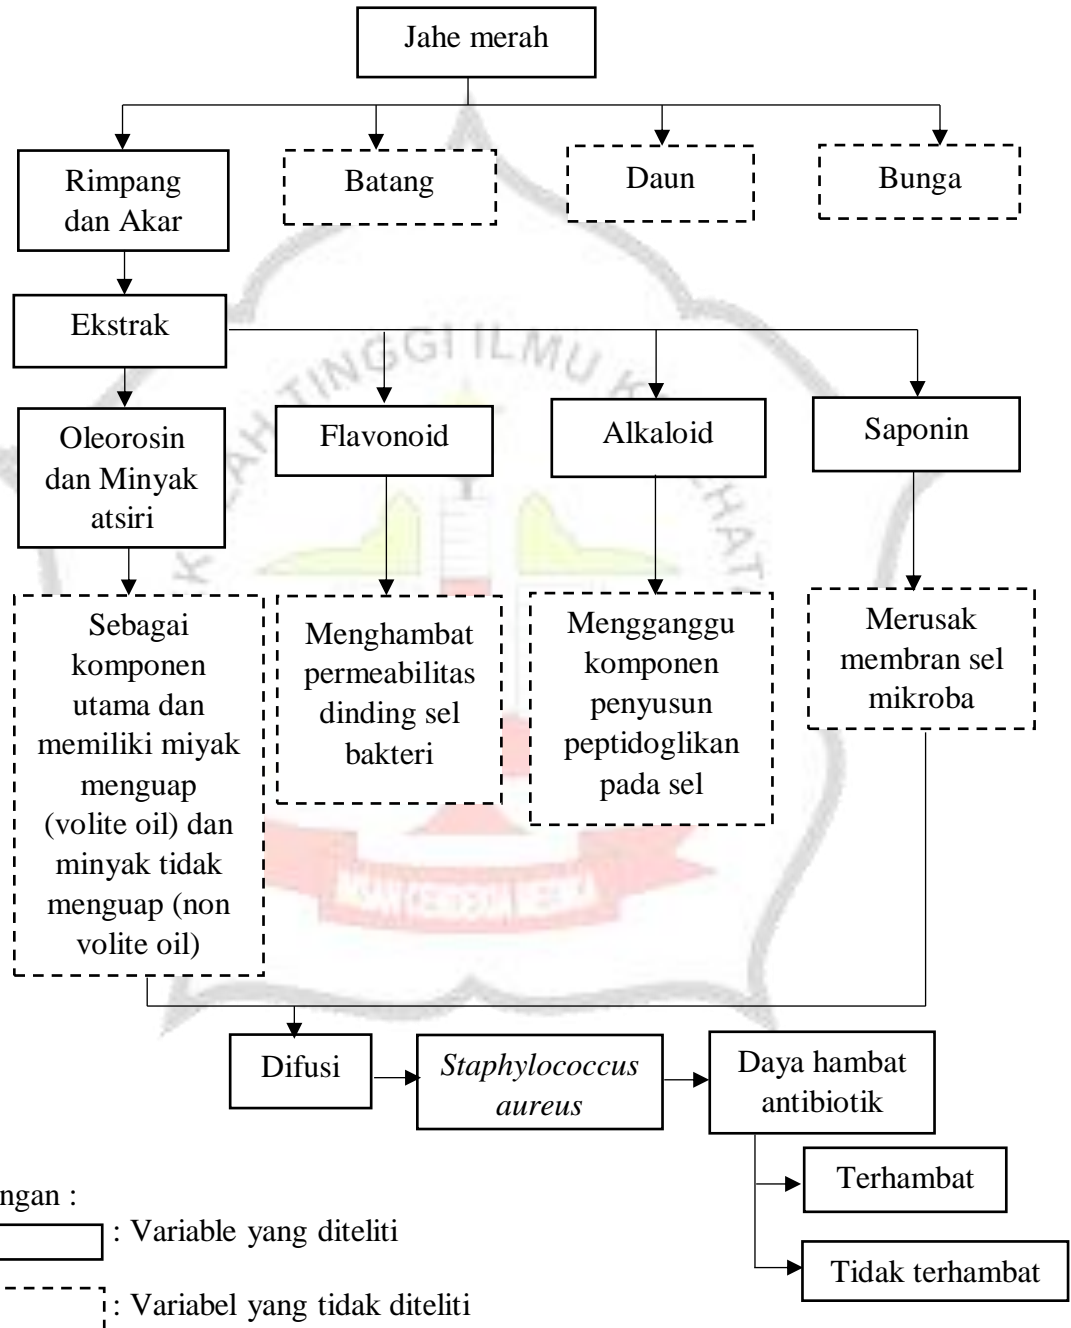 Jahe merah
Rimpang
dan Akar
Batang
Daun
Bunga
Ekstrak
Oleorosin
dan Minyak
atsiri
Flavonoid
Alkaloid
Saponin
Sebagai
komponen
utama dan
memiliki miyak
menguap
(volite oil) dan
minyak tidak
menguap (non
volite oil)
Menghambat
permeabilitas
dinding sel
bakteri
Mengganggu
komponen
penyusun
peptidoglikan
pada sel
Merusak
membran sel
mikroba
Difusi
Staphylococcus
aureus
Daya hambat
antibiotik
Terhambat
Tidak terhambat
ngan :
: Variable yang diteliti
: Variabel yang tidak diteliti
TINGGI ILMU